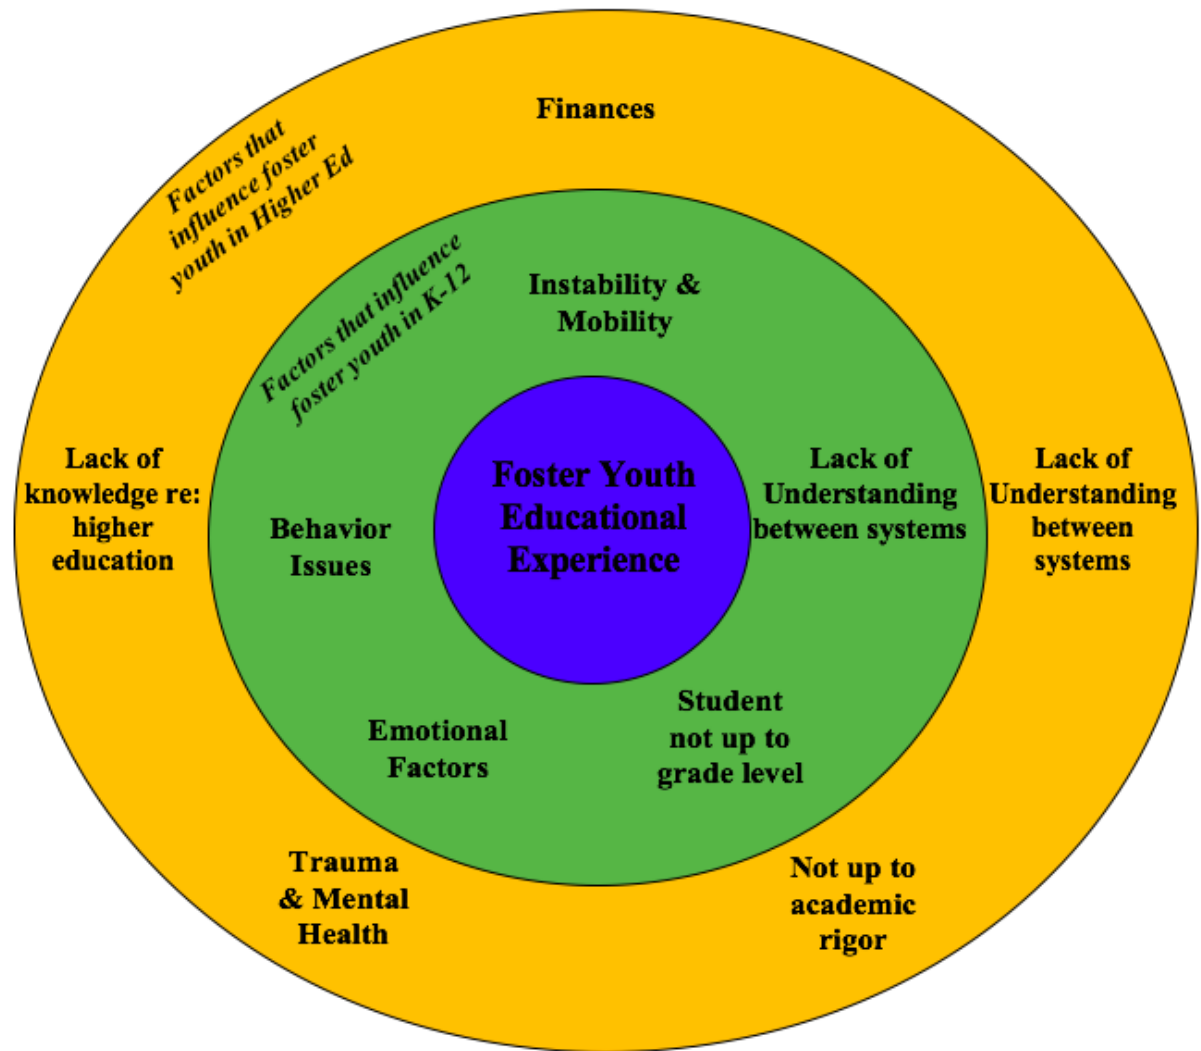 Finances
Factors that
influence foster
youth in Higher Ed
Factors that influence
foster youth in K-12
Instability &
Mobility
Lack of
knowledge re:
higher
education
Behavior
Issues
Foster Youth
Educational
Experience
Lack of
Understanding
between systems
Lack of
Understanding
between
systems
Emotional
Factors
Student
not up to
grade level
Trauma
& Mental
Health
Not up to
academic
rigor